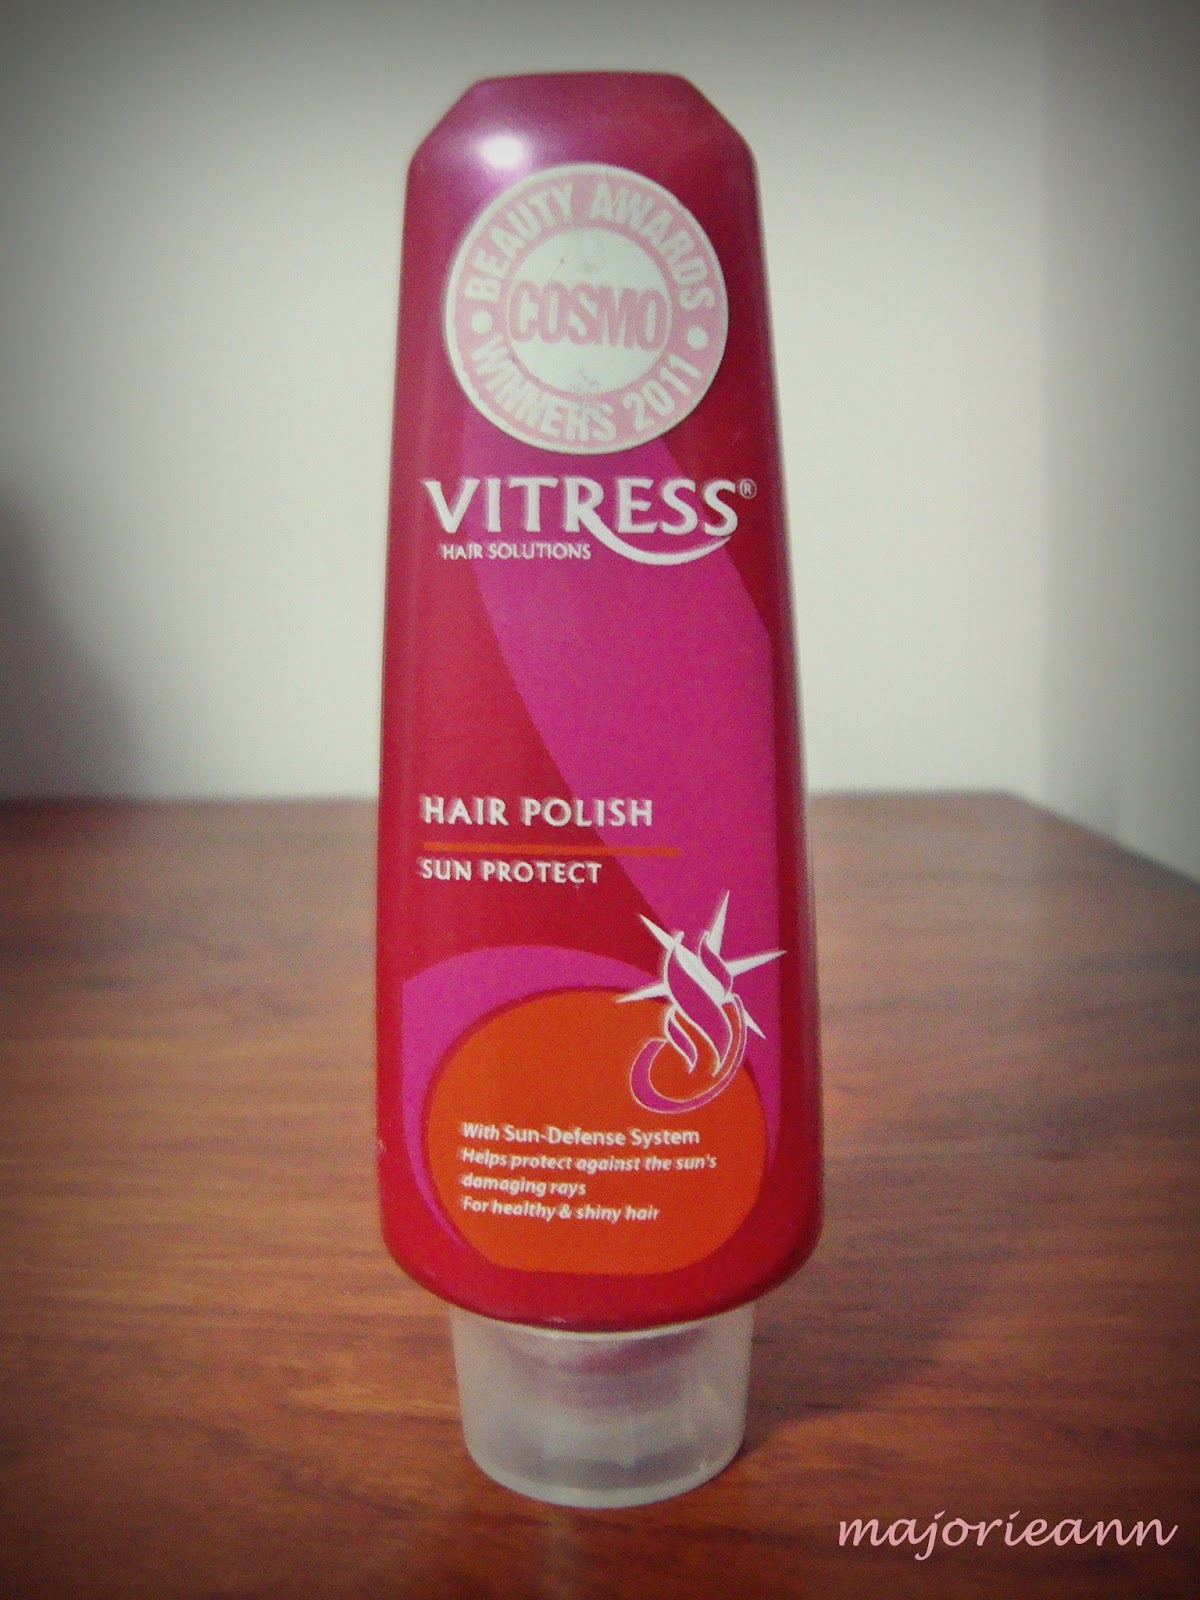 BEAUTY AWARDS
COSMO
WINNERS 2011
VITRESS®
HAIR SOLUTIONS
HAIR POLISH
SUN PROTECT
With Sun-Defense System
Helps protect against the sun's
damaging rays
For healthy & shiny hair
majorieann